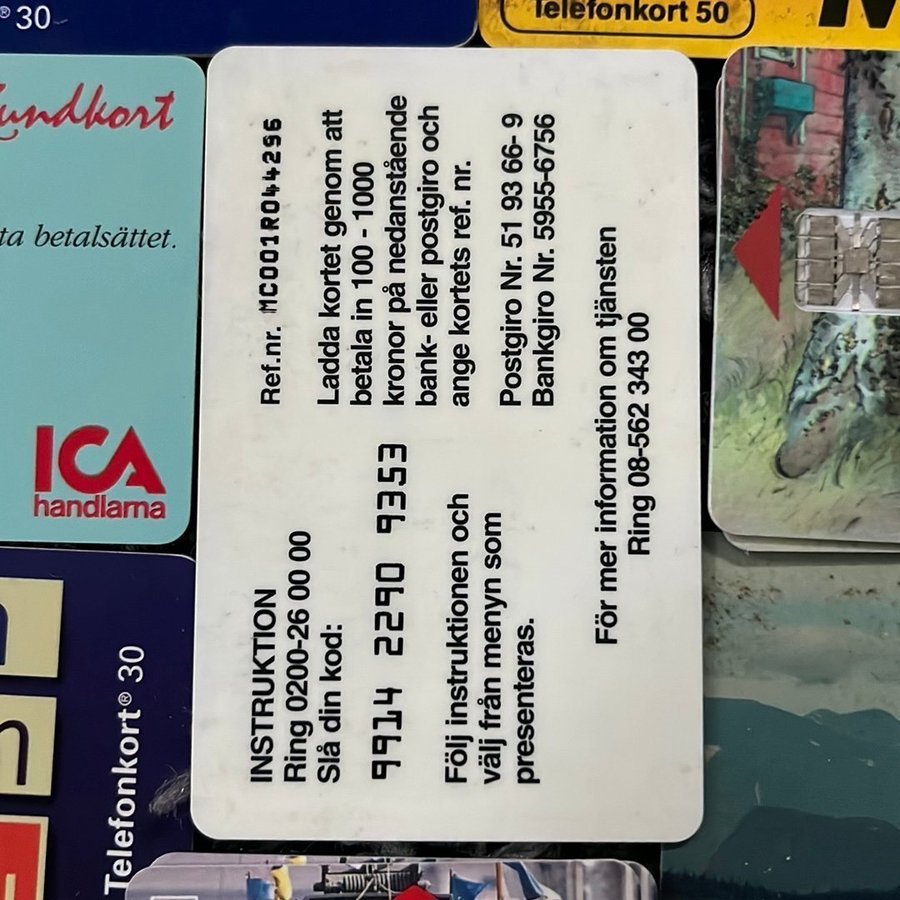 ® 30
Telefonkort 50
Kundkort
ta betalsättet.
ICA
handlarna
Telefonkort® 30
INSTRUKTION
Ring 0200-26 00 00
Slå din kod:
9914 2290 9353
Följ instruktionen och
välj från menyn som
presenteras.
Ref.nr. MC001R044296
Ladda kortet genom att
betala in 100 - 1000
kronor på nedanstående
bank- eller postgiro och
ange kortets ref. nr.
Postgiro Nr. 51 93 66- 9
Bankgiro Nr. 5955-6756
För mer information om tjänsten
Ring 08-562 343 00